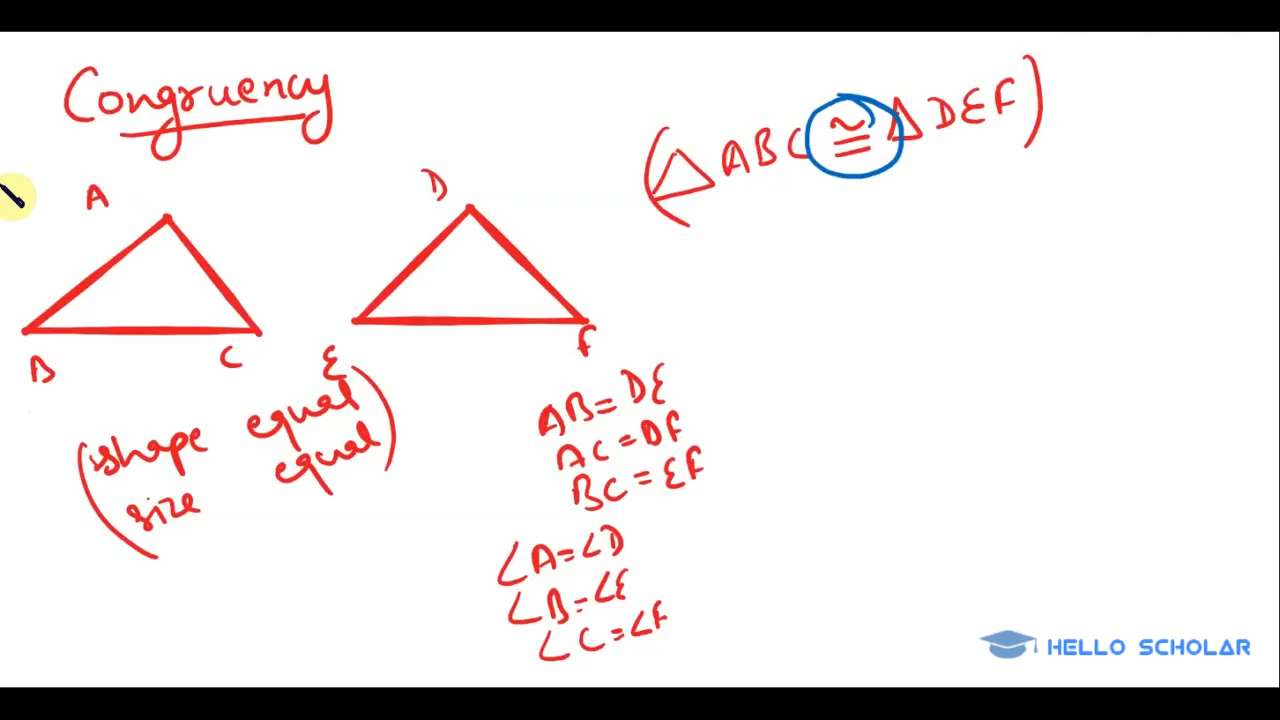 Congruency
(△ABC ≅ △DEF)
A
D
B
C
E
F
(shape equal
size equal)
AB=DE
AC=DF
BC=EF
∠A=∠D
∠B=∠E
∠C=∠F
HELLO SCHOLAR